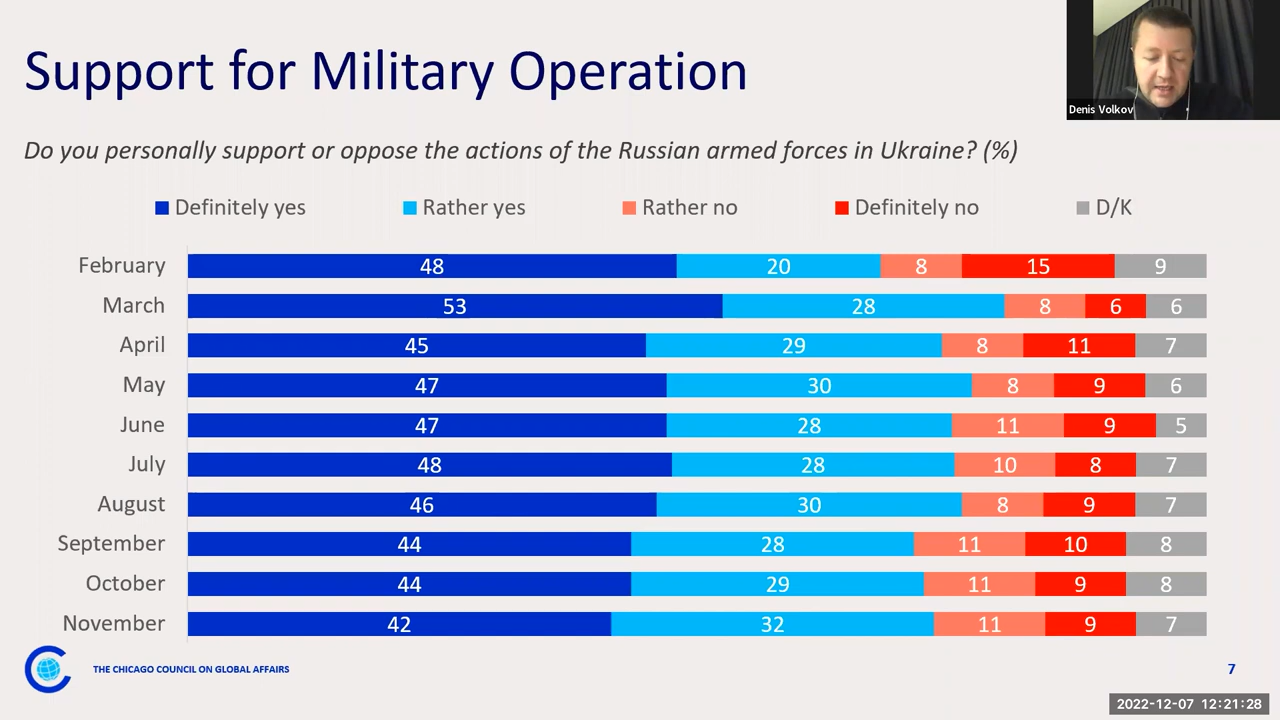 Support for Military Operation
Denis Volkov
Do you personally support or oppose the actions of the Russian armed forces in Ukraine? (%)
Definitely yes Rather yes Rather no Definitely no D/K
February 48 20 8 15 9
March 53 28 8 6 6
April 45 29 8 11 7
May 47 30 8 9 6
June 47 28 11 9 5
July 48 28 10 8 7
August 46 30 8 9 7
September 44 28 11 10 8
October 44 29 11 9 8
November 42 32 11 9 7
THE CHICAGO COUNCIL ON GLOBAL AFFAIRS 7
2022-12-07 12:21:28